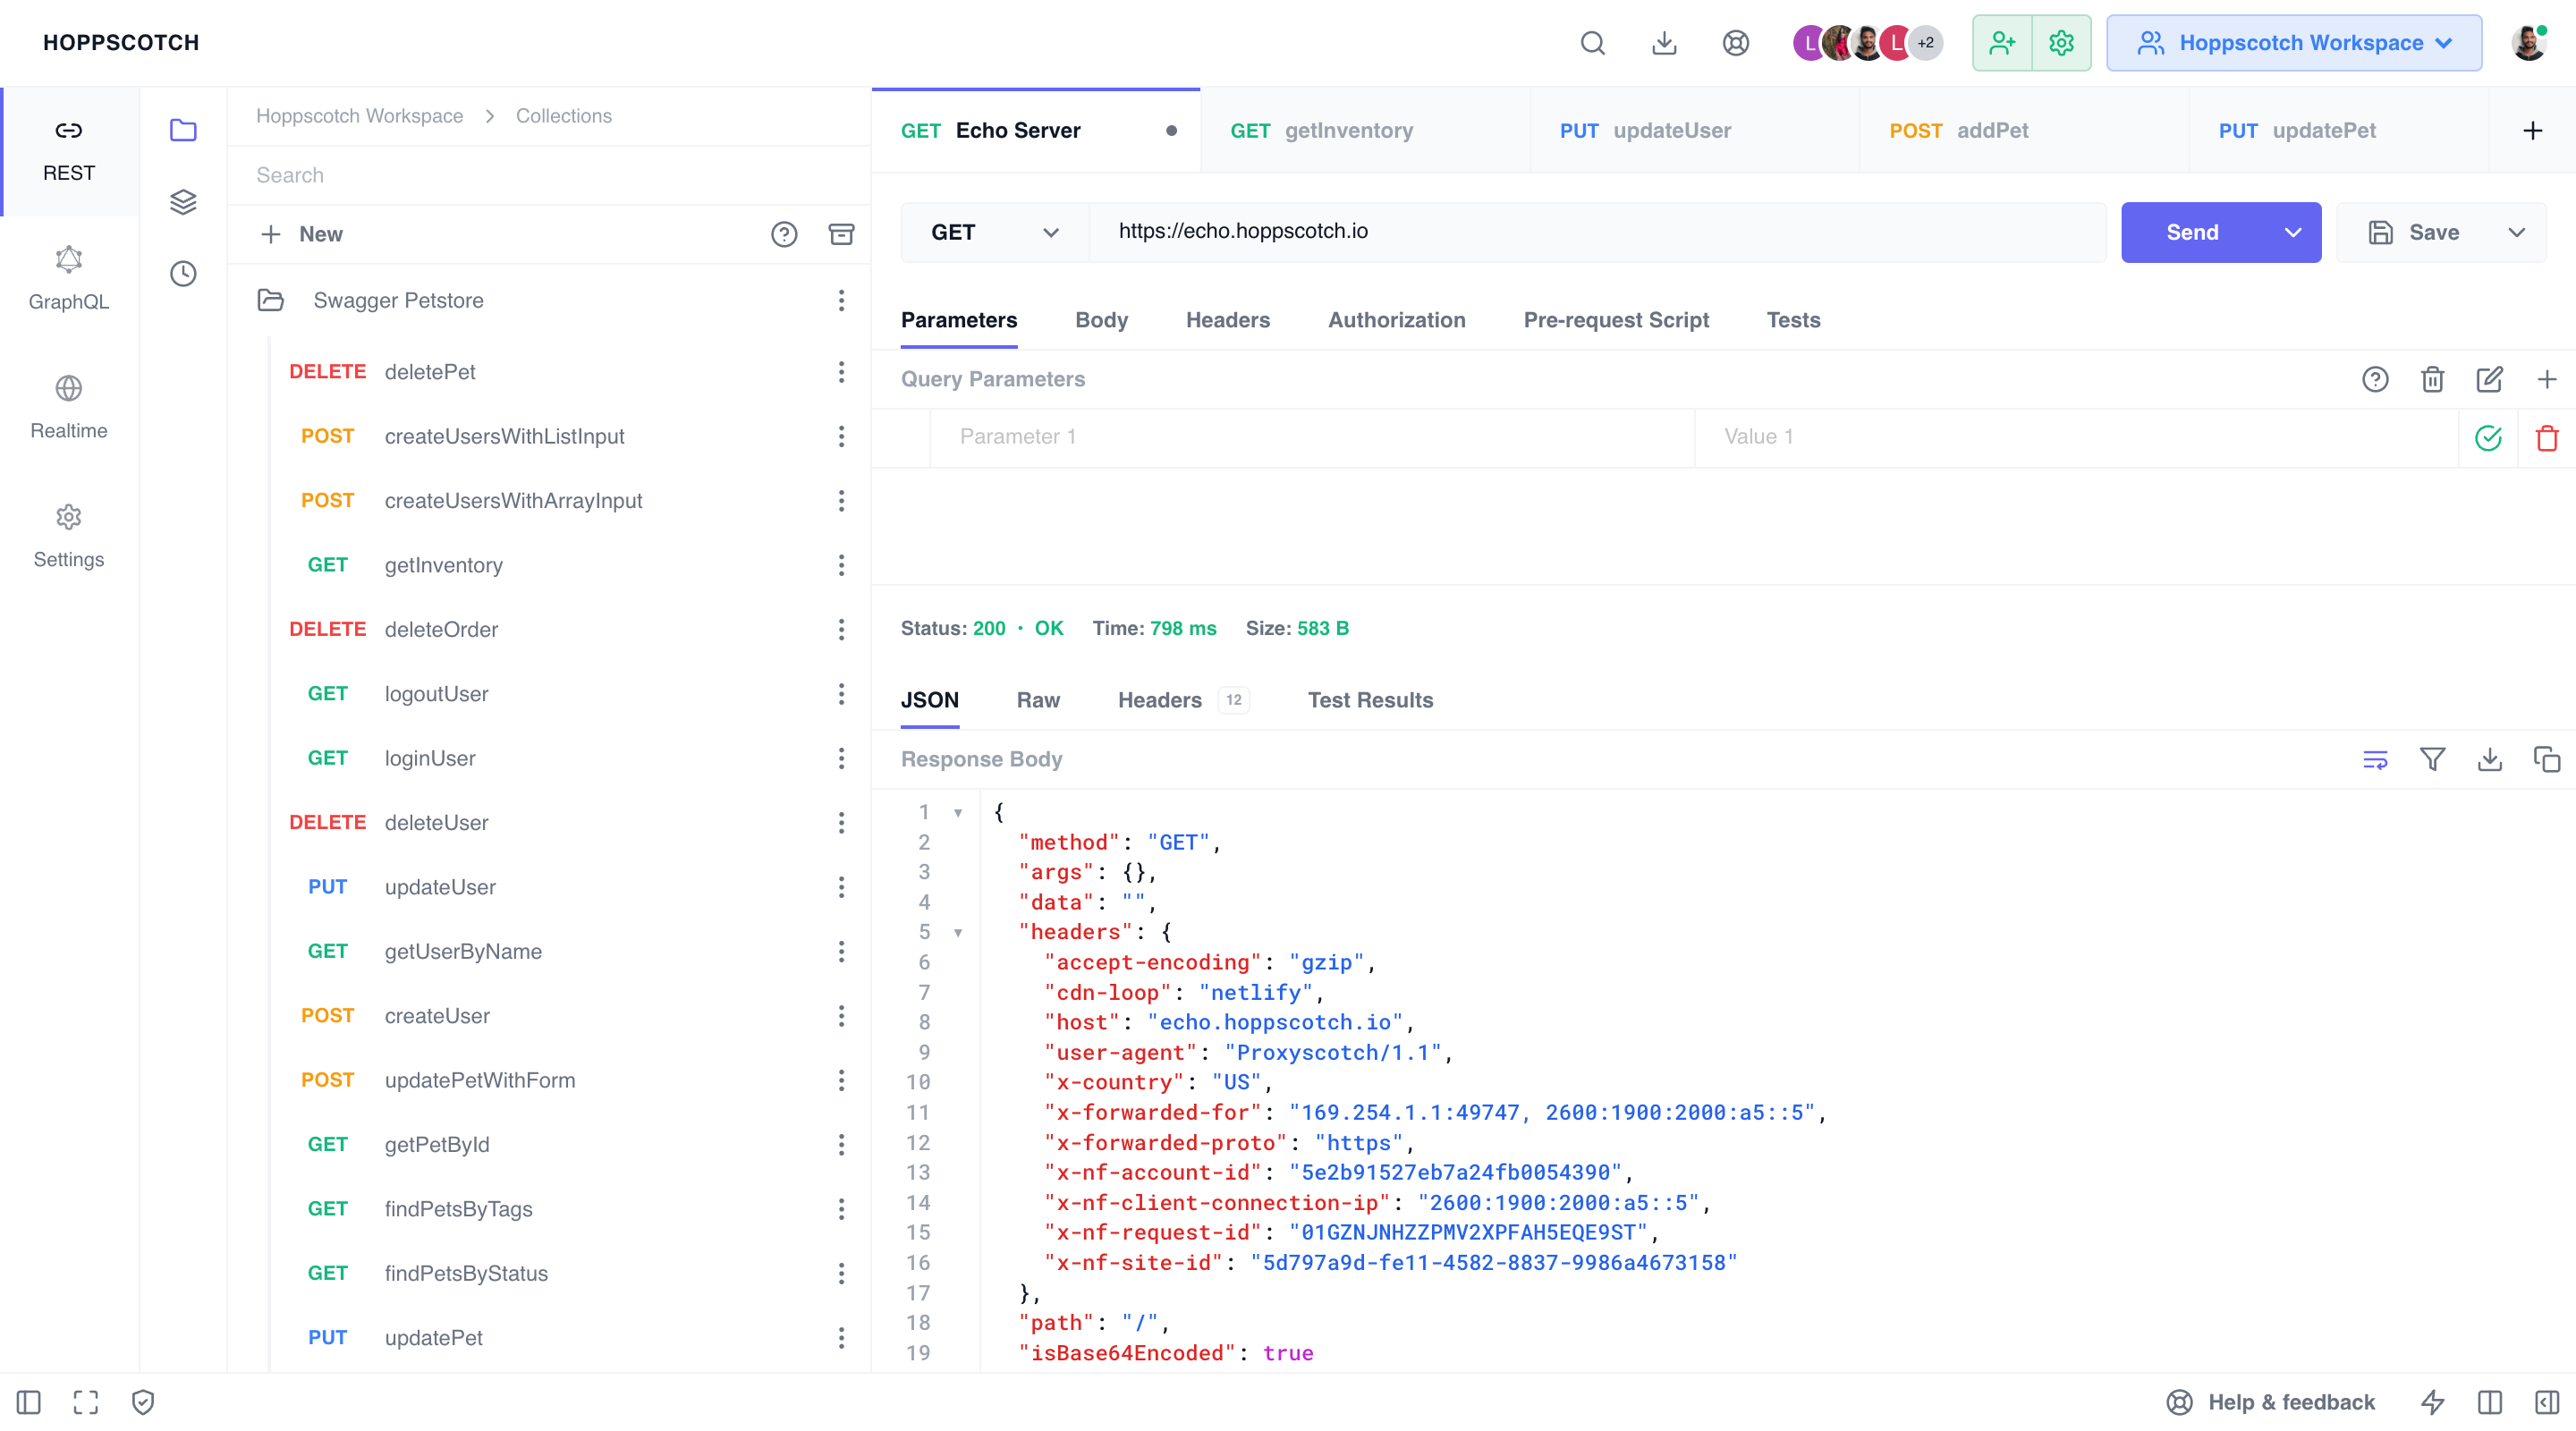 HOPPSCOTCH
L
L
+2
Hoppscotch Workspace
REST
GraphQL
Realtime
Settings
Hoppscotch Workspace
Collections
Search
New
Swagger Petstore
DELETE deletePet
POST createUsersWithListInput
POST createUsersWithArrayInput
GET getInventory
DELETE deleteOrder
GET logoutUser
GET loginUser
DELETE deleteUser
PUT updateUser
GET getUserByName
POST createUser
POST updatePetWithForm
GET getPetById
GET findPetsByTags
GET findPetsByStatus
PUT updatePet
GET Echo Server
GET getInventory
PUT updateUser
POST addPet
PUT updatePet
GET
https://echo.hoppscotch.io
Send
Save
Parameters
Body
Headers
Authorization
Pre-request Script
Tests
Query Parameters
Parameter 1
Value 1
Status: 200 • OK
Time: 798 ms
Size: 583 B
JSON
Raw
Headers 12
Test Results
Response Body
1 {
2 "method": "GET",
3 "args": {},
4 "data": "",
5 "headers": {
6 "accept-encoding": "gzip",
7 "cdn-loop": "netlify",
8 "host": "echo.hoppscotch.io",
9 "user-agent": "Proxyscotch/1.1",
10 "x-country": "US",
11 "x-forwarded-for": "169.254.1.1:49747, 2600:1900:2000:a5::5",
12 "x-forwarded-proto": "https",
13 "x-nf-account-id": "5e2b91527eb7a24fb0054390",
14 "x-nf-client-connection-ip": "2600:1900:2000:a5::5",
15 "x-nf-request-id": "01GZNJNHZZPMV2XPFAH5EQE9ST",
16 "x-nf-site-id": "5d797a9d-fe11-4582-8837-9986a4673158"
17 },
18 "path": "/",
19 "isBase64Encoded": true
Help & feedback